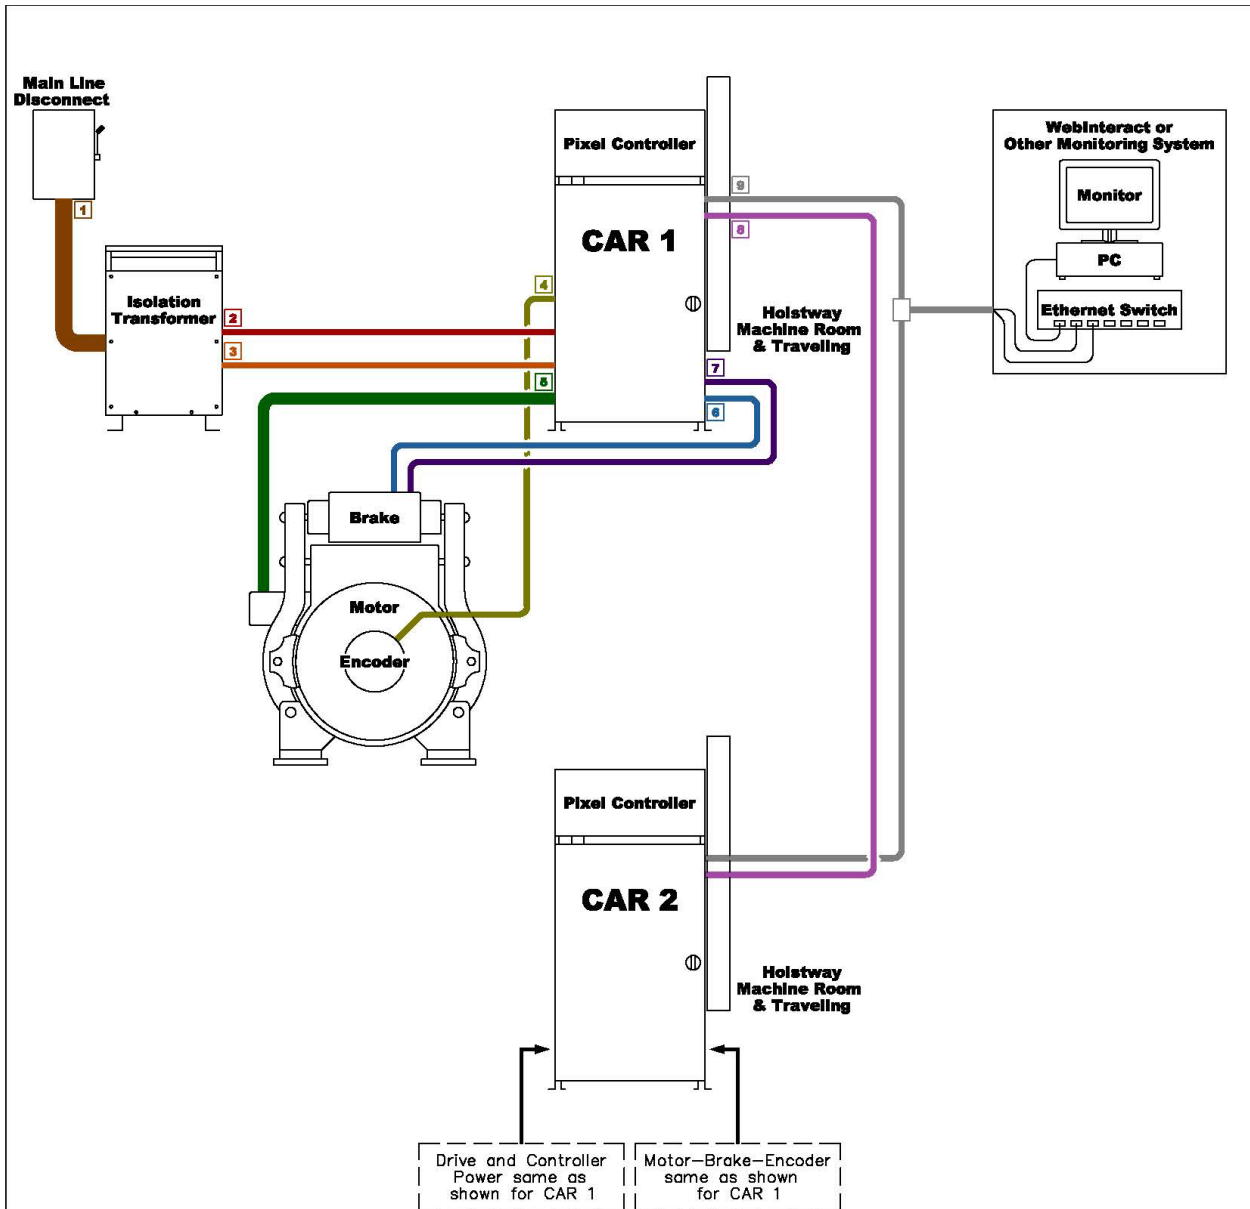 Main Line
Disconnect
1
Isolation
Transformer
2
3
4
5
Pixel Controller
CAR 1
9
8
Hoistway
Machine Room
& Traveling
7
6
WebInteract or
Other Monitoring System
Monitor
PC
Ethernet Switch
Brake
Motor
Encoder
Pixel Controller
CAR 2
Hoistway
Machine Room
& Traveling
Drive and Controller
Power same as
shown for CAR 1
Motor-Brake-Encoder
same as shown
for CAR 1